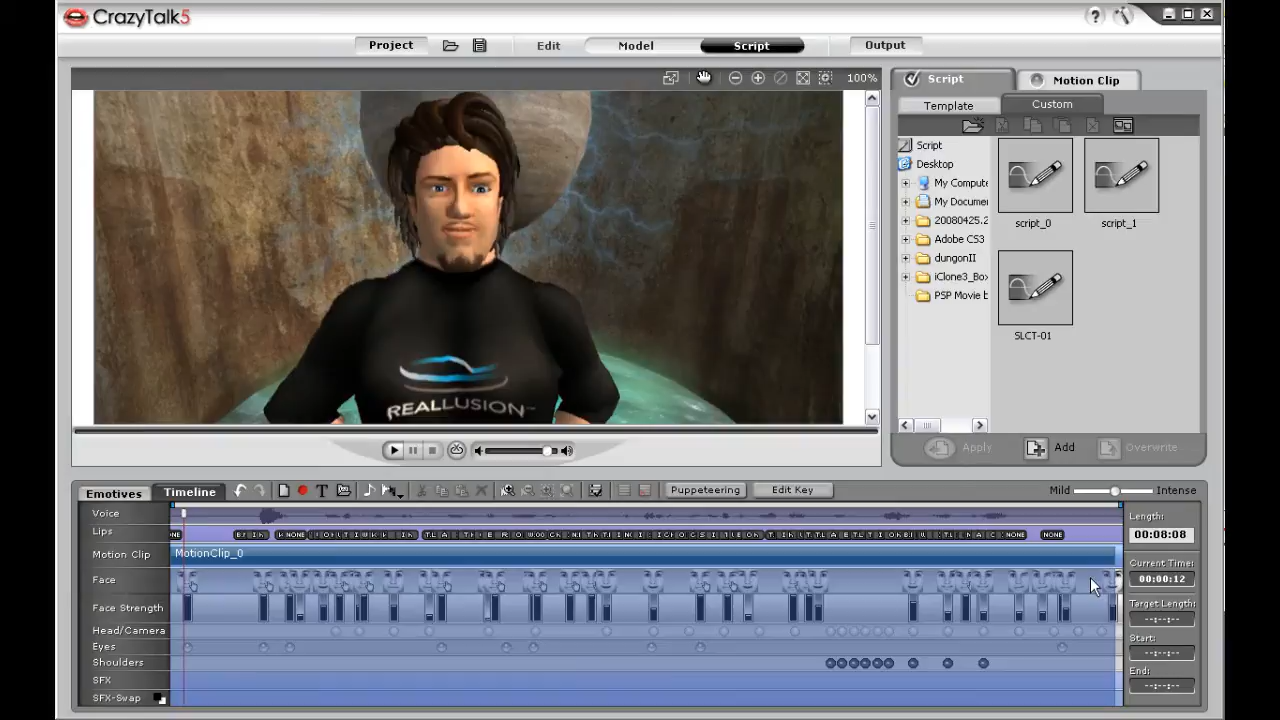 CrazyTalk5
Project
Edit
Model
Script
Output
100%
Script
Motion Clip
Template
Custom
Script
Desktop
My Compute
My Documen
20080425.2
Adobe CS3
dungonII
iClone3_Box
PSP Movie b
script_0
script_1
SLCT-01
REALLUSION
Apply
Add
Overwrite
Emotives
Timeline
Puppeteering
Edit Key
Mild
Intense
Voice
Lips
Motion Clip
MotionClip_0
Face
Face Strength
Head/Camera
Eyes
Shoulders
SFX
SFX-Swap
Length:
00:08:08
Current Time:
00:00:12
Target Length:
--:--:--
Start:
--:--:--
End:
--:--:--